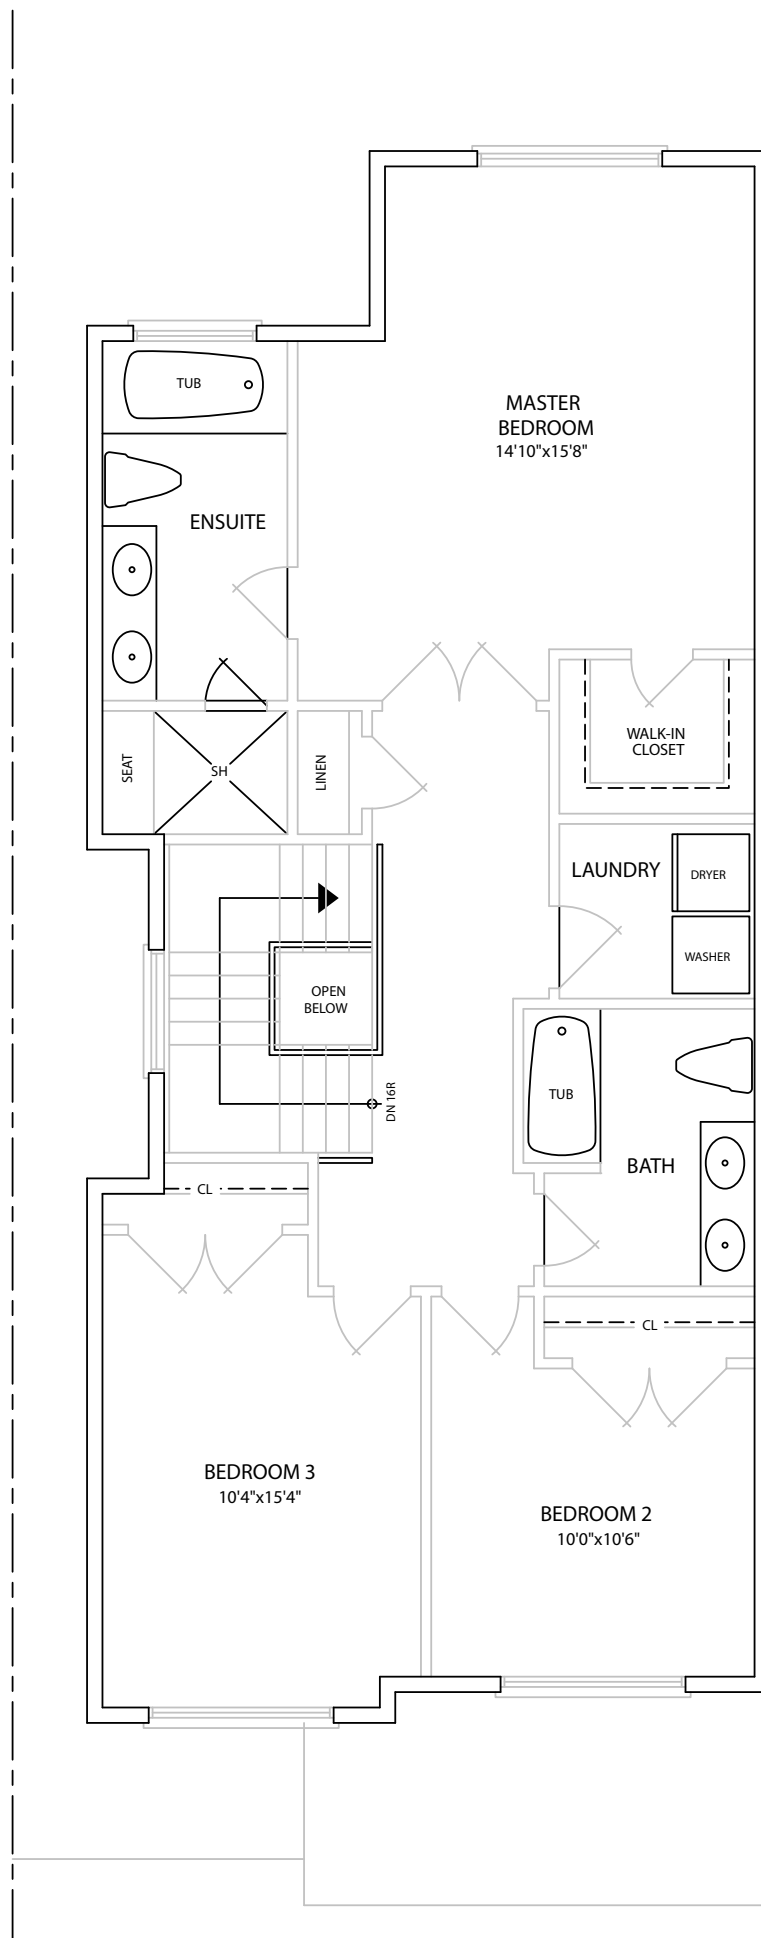 TUB
MASTER
BEDROOM
14'10"x15'8"
ENSUITE
WALK-IN
CLOSET
SEAT
SH
LINEN
LAUNDRY
DRYER
WASHER
OPEN
BELOW
DN 16R
TUB
BATH
CL
CL
BEDROOM 3
10'4"x15'4"
BEDROOM 2
10'0"x10'6"